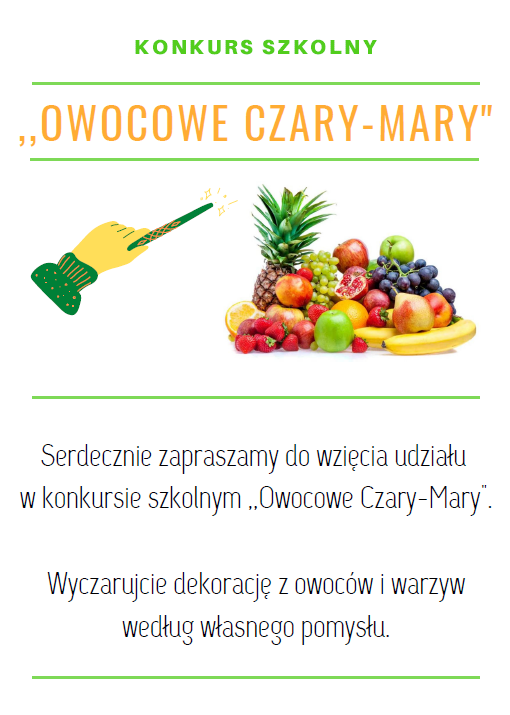 KONKURS SZKOLNY
,,OWOCOWE CZARY-MARY"
Serdecznie zapraszamy do wzięcia udziału
w konkursie szkolnym ,,Owocowe Czary-Mary".
Wyczarujcie dekorację z owoców i warzyw
według własnego pomysłu.